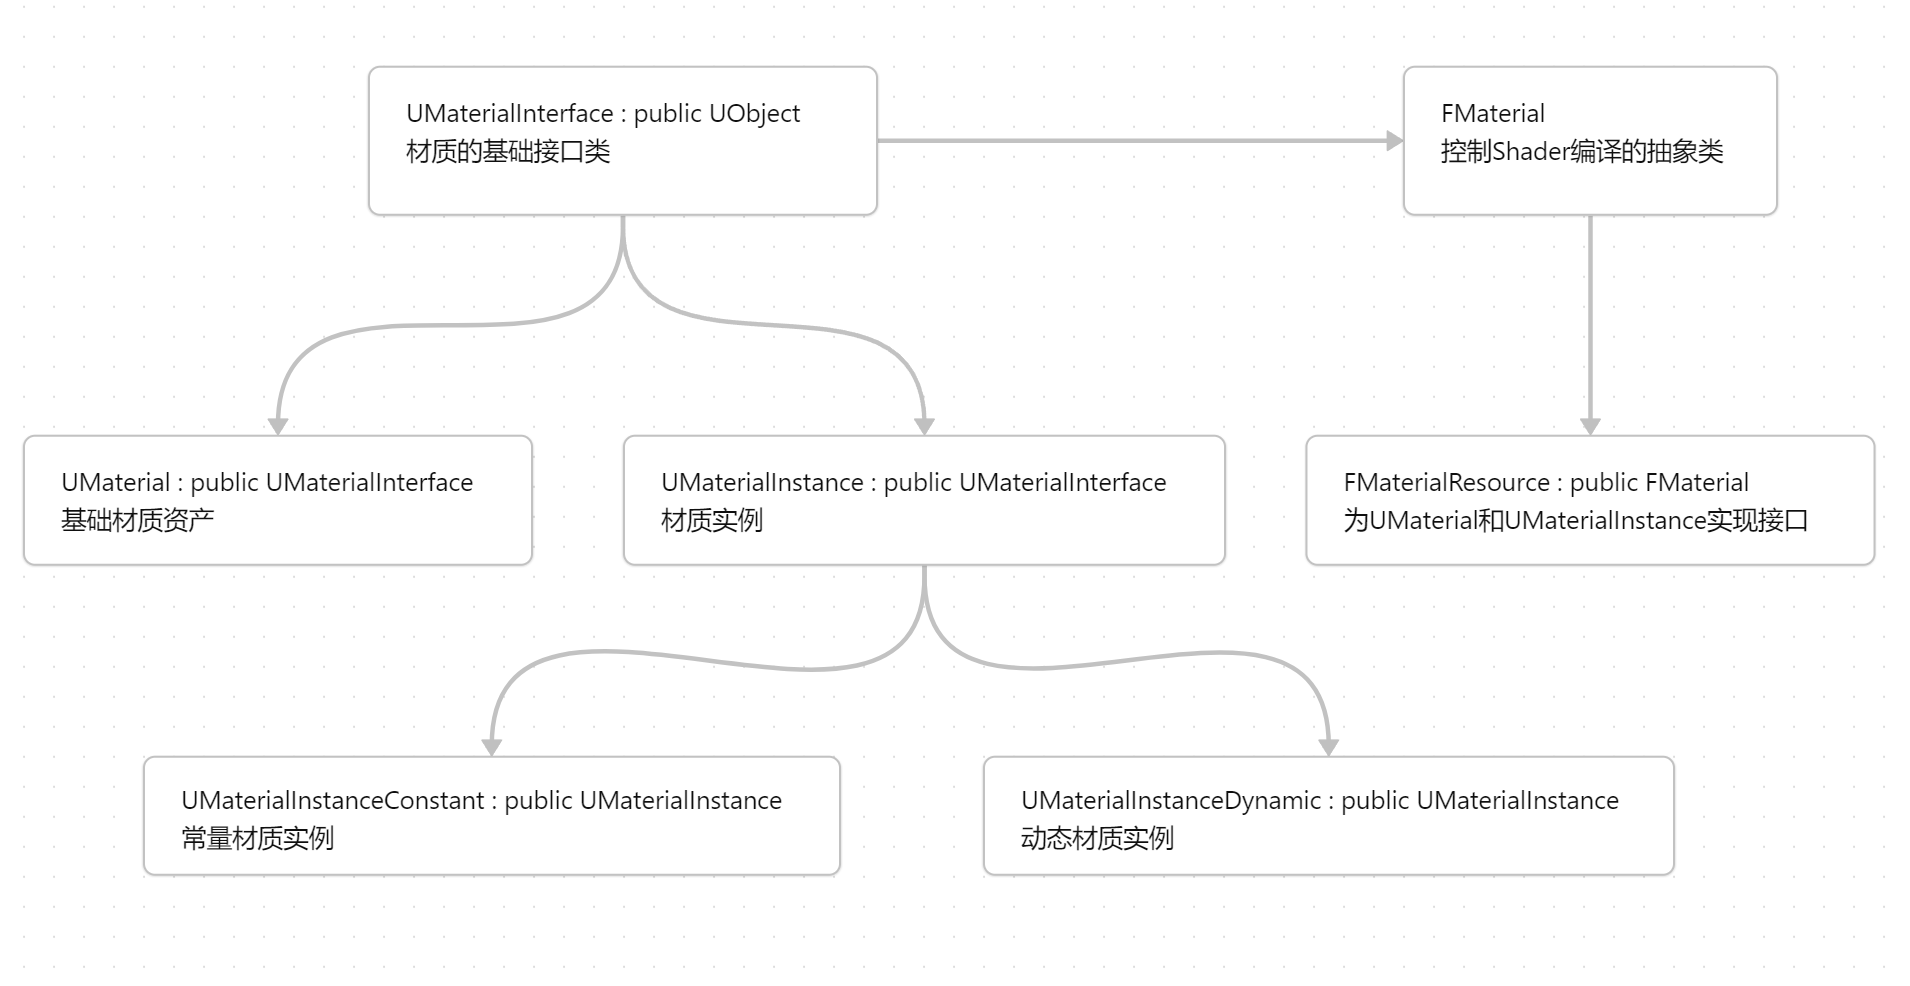 UMaterialInterface : public UObject
材质的基础接口类
FMaterial
控制Shader编译的抽象类
UMaterial : public UMaterialInterface
基础材质资产
UMaterialInstance : public UMaterialInterface
材质实例
FMaterialResource : public FMaterial
为UMaterial和UMaterialInstance实现接口
UMaterialInstanceConstant : public UMaterialInstance
常量材质实例
UMaterialInstanceDynamic : public UMaterialInstance
动态材质实例